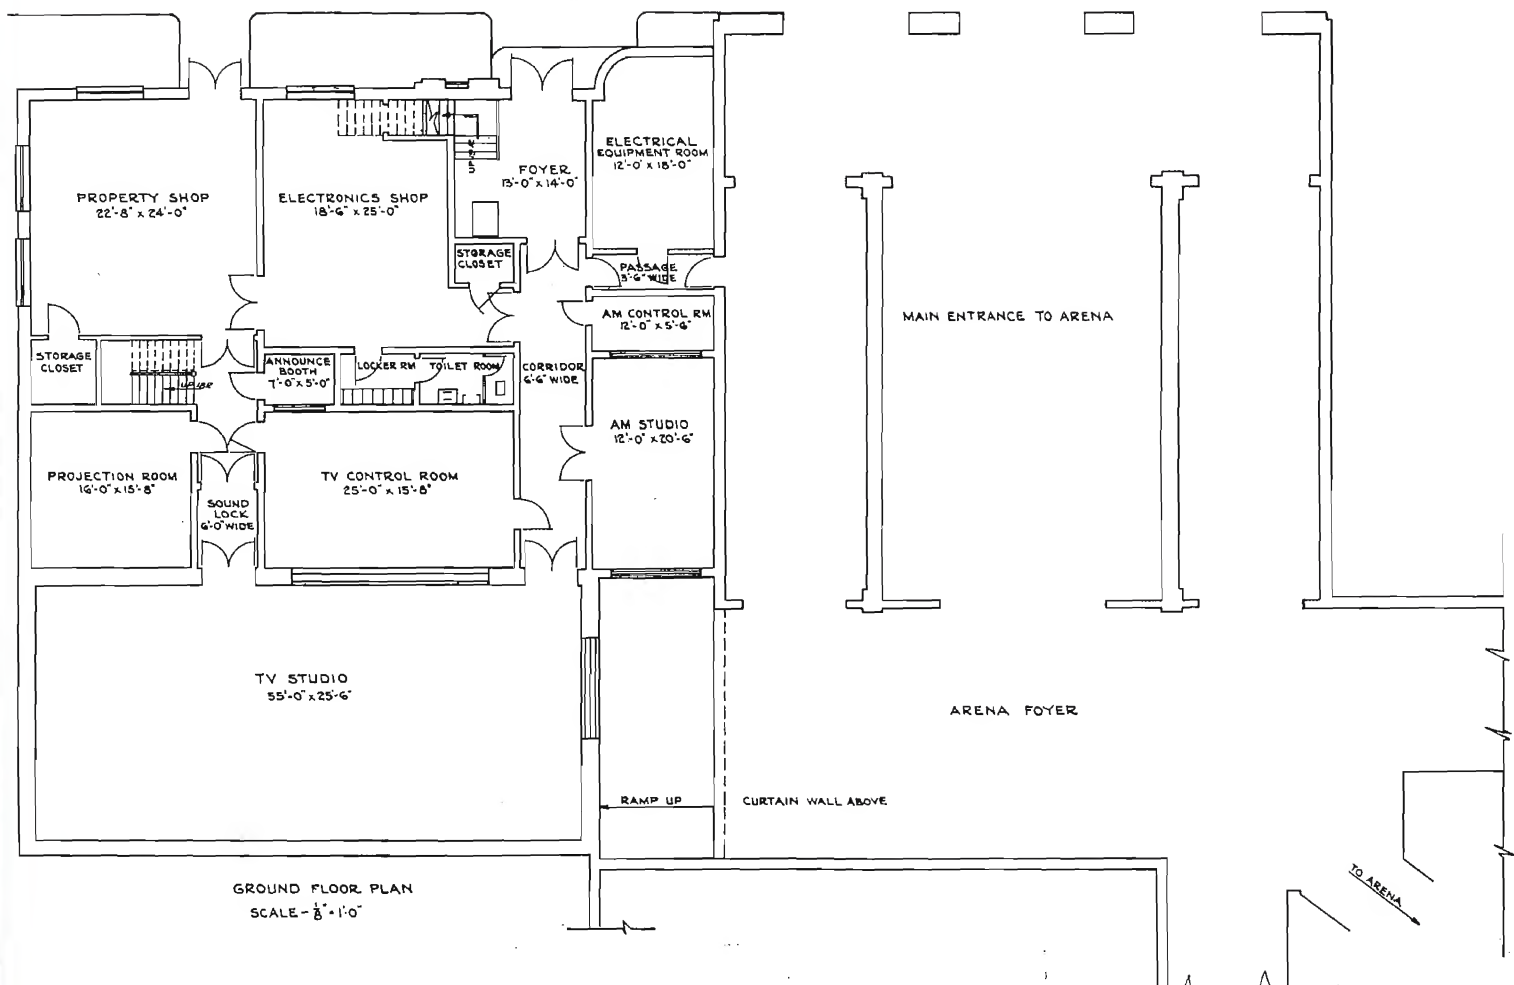 ELECTRICAL
EQUIPMENT ROOM
12'-0" x 18'-0"
FOYER
13'-0" x 14'-0"
PROPERTY SHOP
22'-8" x 24'-0"
ELECTRONICS SHOP
18'-6" x 25'-0"
STORAGE
CLOSET
PASSAGE
3'-6" WIDE
AM CONTROL RM
12'-0" x 5'-6"
MAIN ENTRANCE TO ARENA
STORAGE
CLOSET
UP 18R
ANNOUNCE
BOOTH
7'-0" x 5'-0"
LOCKER RM
TOILET ROOM
CORRIDOR
6'-6" WIDE
AM STUDIO
12'-0" x 20'-6"
PROJECTION ROOM
16'-0" x 15'-8"
TV CONTROL ROOM
25'-0" x 15'-8"
SOUND
LOCK
6'-0" WIDE
TV STUDIO
55'-0" x 25'-6"
ARENA FOYER
RAMP UP
CURTAIN WALL ABOVE
TO ARENA
GROUND FLOOR PLAN
SCALE - 1/8" = 1'-0"